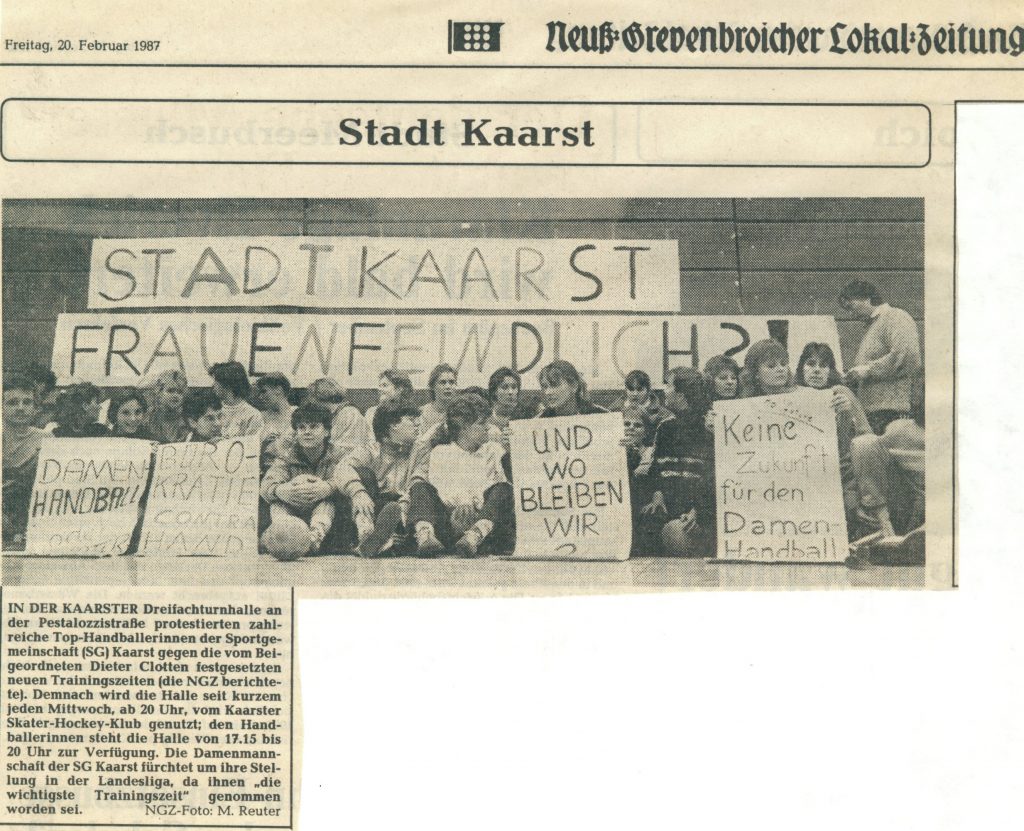 Freitag, 20. Februar 1987
Neuß-Grevenbroicher Lokal-Zeitung
Stadt Kaarst
STADT KAARST
FRAUENFEINDLICH?!
DAMEN
HANDBALL
BÜRO-
KRATIE
CONTRA
HAND
UND
WO
BLEIBEN
WIR
?
Keine
Zukunft
für den
Damen-
Handball
IN DER KAARSTER Dreifachturnhalle an
der Pestalozzistraße protestierten zahl-
reiche Top-Handballerinnen der Sportge-
meinschaft (SG) Kaarst gegen die vom Bei-
geordneten Dieter Clotten festgesetzten
neuen Trainingszeiten (die NGZ berichte-
te). Demnach wird die Halle seit kurzem
jeden Mittwoch, ab 20 Uhr, vom Kaarster
Skater-Hockey-Klub genutzt; den Hand-
ballerinnen steht die Halle von 17.15 bis
20 Uhr zur Verfügung. Die Damenmann-
schaft der SG Kaarst fürchtet um ihre Stel-
lung in der Landesliga, da ihnen „die
wichtigste Trainingszeit" genommen
worden sei. NGZ-Foto: M. Reuter